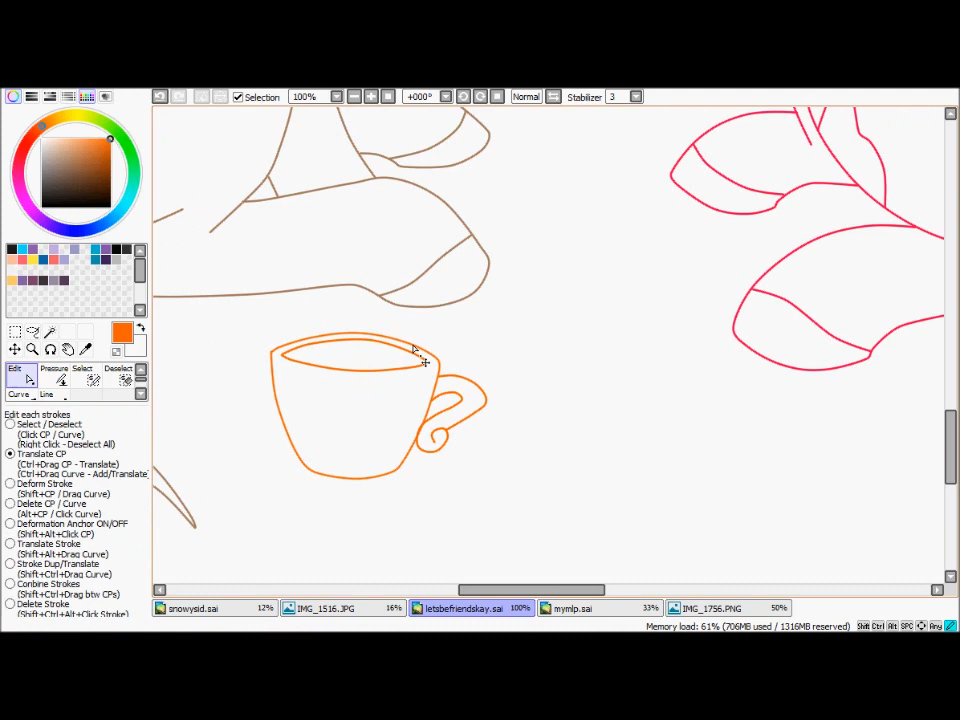 Selection 100% +000° Normal Stabilizer 3
Edit Pressure Select Deselect
Curve Line
Edit each strokes
Select / Deselect
(Click CP / Curve)
(Right Click - Deselect All)
Translate CP
(Ctrl+Drag CP - Translate)
(Ctrl+Drag Curve - Add/Translate)
Deform Stroke
(Shift+CP / Drag Curve)
Delete CP / Curve
(Alt+CP / Click Curve)
Deformation Anchor ON/OFF
(Shift+Alt+Click CP)
Translate Stroke
(Shift+Alt+Drag Curve)
Stroke Dup/Translate
(Shift+Ctrl+Drag Curve)
Conbine Strokes
(Shift+Ctrl+Drag btw CPs)
Delete Stroke
(Shift+Ctrl+Alt+Click Stroke)
snowysid.sai 12% IMG_1516.JPG 16% letsbefriendskay.sai 100% mymlp.sai 33% IMG_1756.PNG 50%
Memory load: 61% (706MB used / 1316MB reserved) Shift Ctrl Alt SPC Any